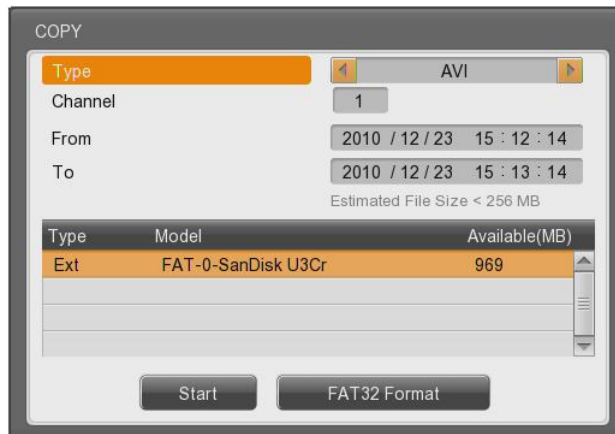 COPY
Type AVI
Channel 1
From 2010 / 12 / 23 15 : 12 : 14
To 2010 / 12 / 23 15 : 13 : 14
Estimated File Size < 256 MB
Type Model Available(MB)
Ext FAT-0-SanDisk U3Cr 969
Start FAT32 Format